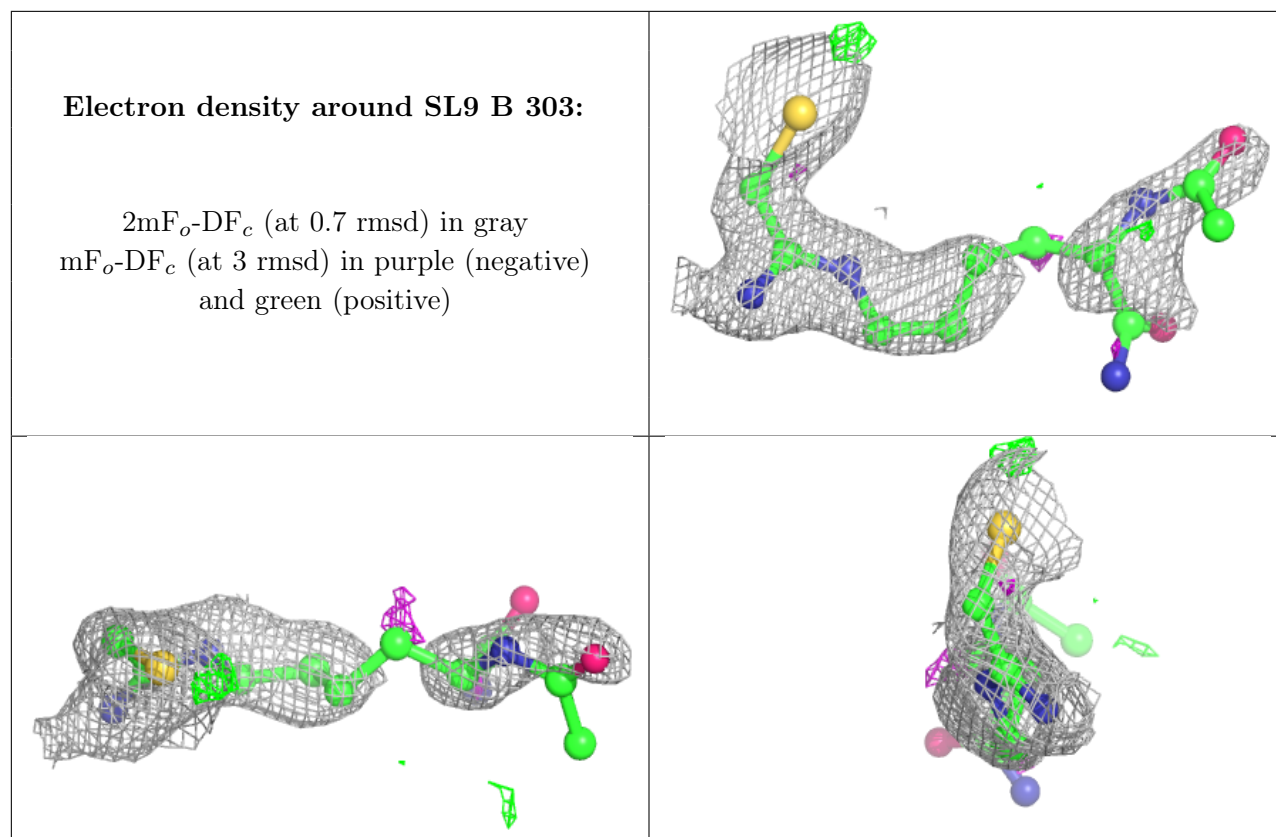 Electron density around SL9 B 303:
2mFo-DFc (at 0.7 rmsd) in gray
mFo-DFc (at 3 rmsd) in purple (negative)
and green (positive)